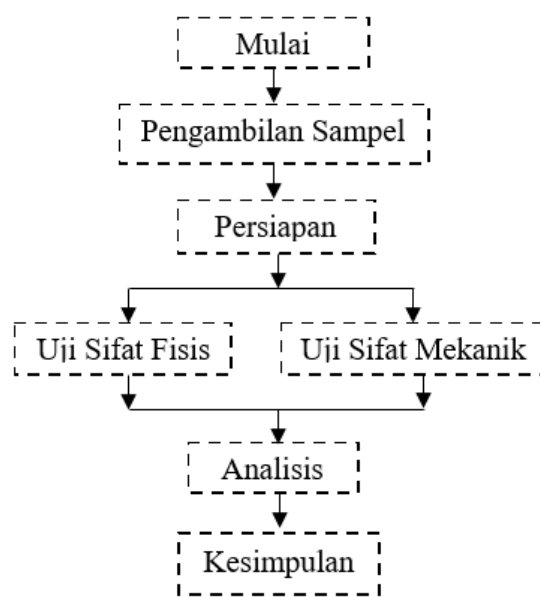 Mulai
Pengambilan Sampel
Persiapan
Uji Sifat Fisis
Uji Sifat Mekanik
Analisis
Kesimpulan